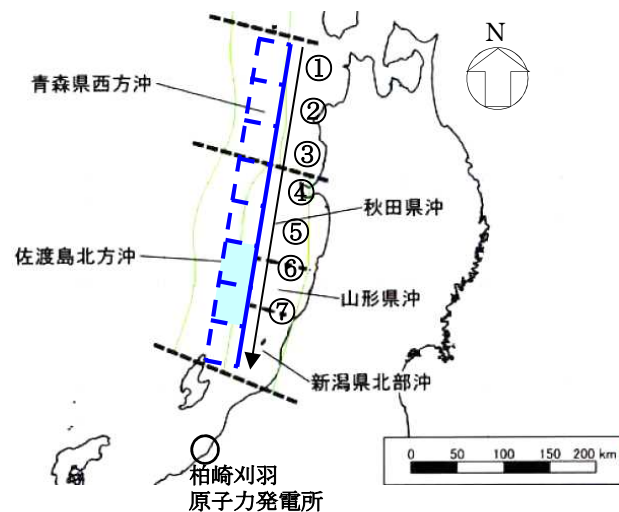 N
①
青森県西方沖
②
③
④
秋田県沖
⑤
佐渡島北方沖
⑥
山形県沖
⑦
新潟県北部沖
柏崎刈羽
原子力発電所
0 50 100 150 200 km